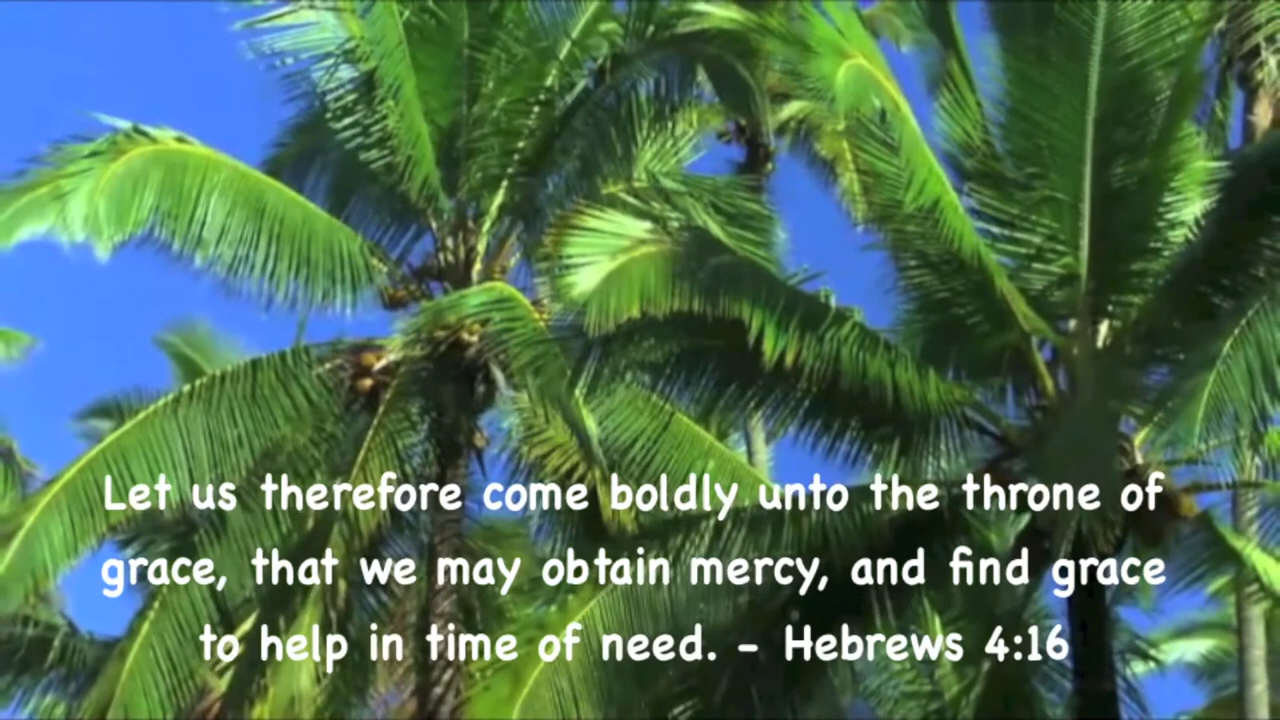 Let us therefore come boldly unto the throne of
grace, that we may obtain mercy, and find grace
to help in time of need. - Hebrews 4:16